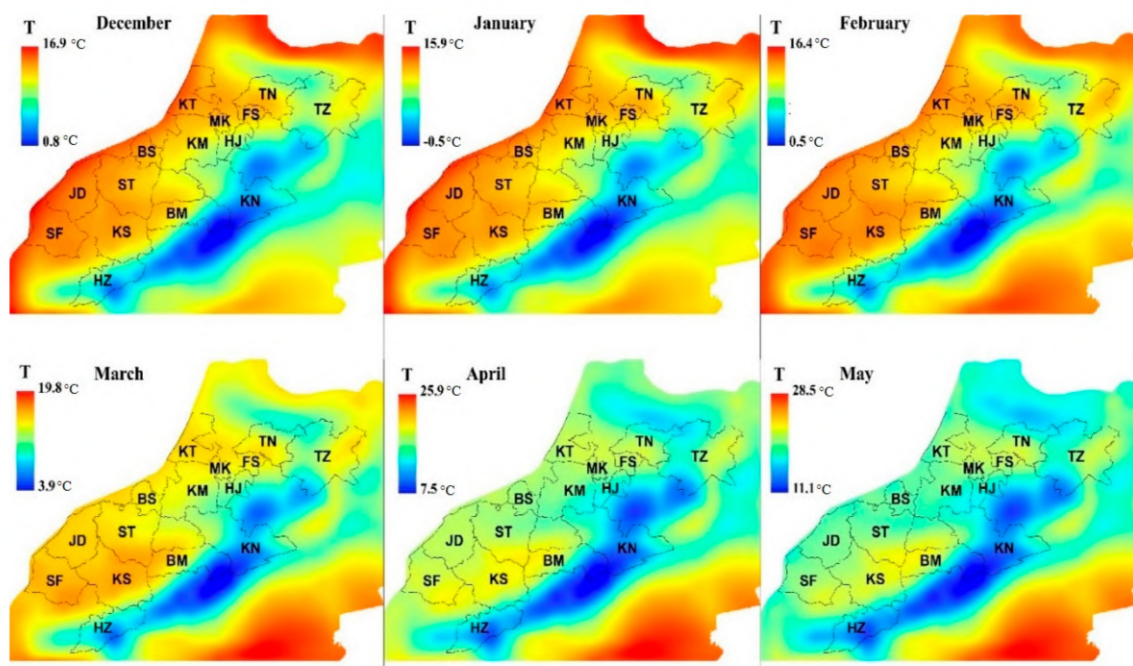 T December
16.9 °C
0.8 °C
KT
TN
MK
FS
TZ
BS
KM
HJ
JD
ST
BM
KN
SF
KS
HZ
T January
15.9 °C
-0.5 °C
KT
TN
MK
FS
TZ
BS
KM
HJ
JD
ST
BM
KN
SF
KS
HZ
T February
16.4 °C
0.5 °C
KT
TN
MK
FS
TZ
BS
KM
HJ
JD
ST
BM
KN
SF
KS
HZ
T March
19.8 °C
3.9 °C
KT
TN
MK
FS
TZ
BS
KM
HJ
JD
ST
BM
KN
SF
KS
HZ
T April
25.9 °C
7.5 °C
KT
TN
MK
FS
TZ
BS
KM
HJ
JD
ST
BM
KN
SF
KS
HZ
T May
28.5 °C
11.1 °C
KT
TN
MK
FS
TZ
BS
KM
HJ
JD
ST
BM
KN
SF
KS
HZ